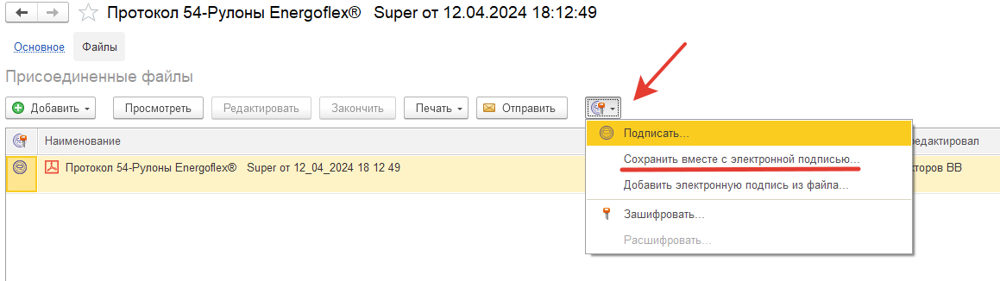 Протокол 54-Рулоны Energoflex® Super от 12.04.2024 18:12:49
Основное Файлы
Присоединенные файлы
Добавить Просмотреть Редактировать Закончить Печать Отправить
Наименование едактировал
Протокол 54-Рулоны Energoflex® Super от 12_04_2024 18 12 49 кторов ВВ
Подписать...
Сохранить вместе с электронной подписью...
Добавить электронную подпись из файла...
Зашифровать...
Расшифровать...